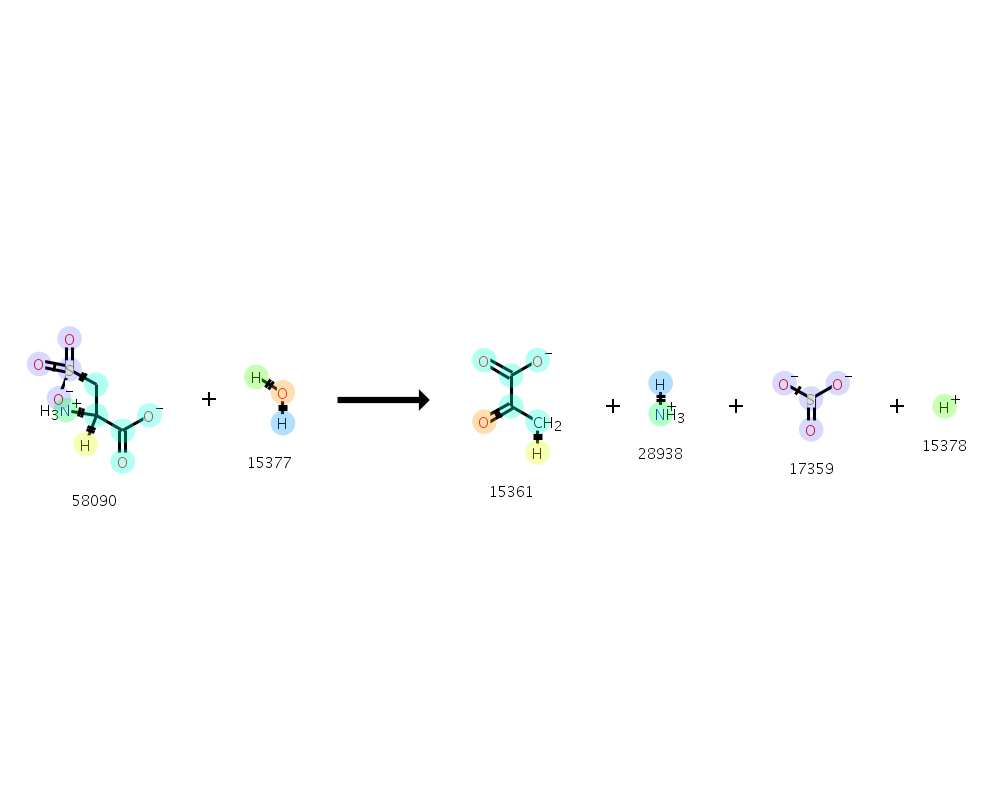 O
O S
O −
H3N +
O −
H
O
58090
+
H
O
H
15377
O O −
O CH2
H
15361
+
H
NH3 +
28938
+
O − O −
S
O
17359
+
H +
15378